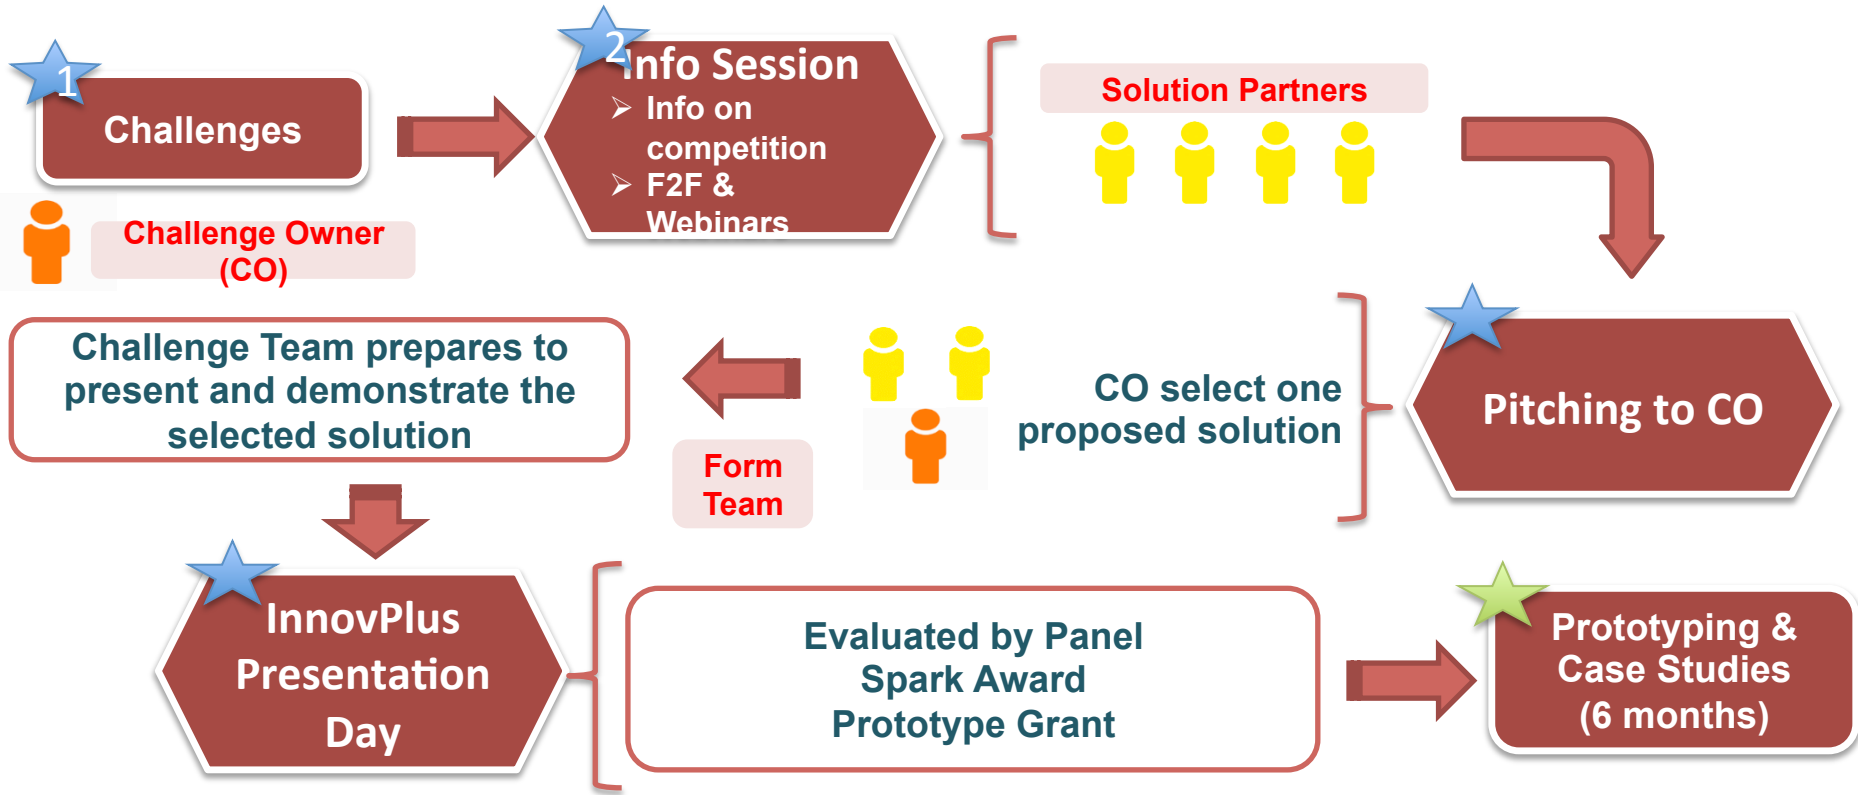 1
Challenges
Challenge Owner
(CO)
2
Info Session
➢ Info on
competition
➢ F2F &
Webinars
Solution Partners
Pitching to CO
CO select one
proposed solution
Form
Team
Challenge Team prepares to
present and demonstrate the
selected solution
InnovPlus
Presentation
Day
Evaluated by Panel
Spark Award
Prototype Grant
Prototyping &
Case Studies
(6 months)